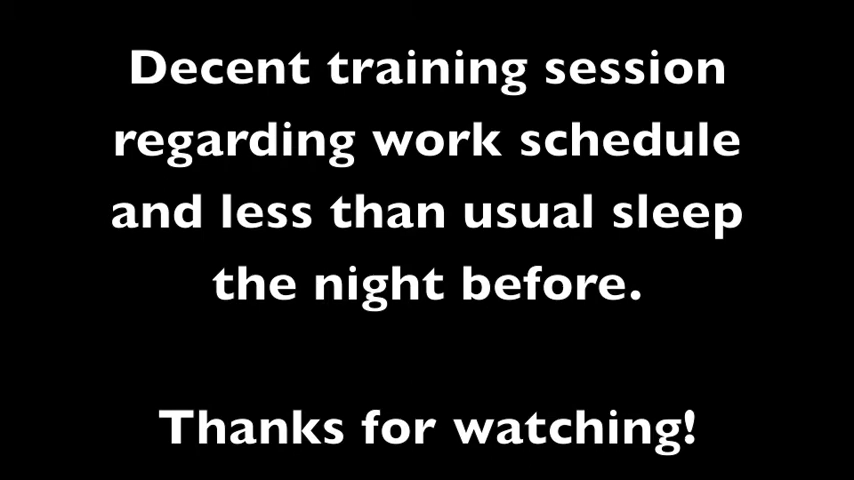 Decent training session
regarding work schedule
and less than usual sleep
the night before.
Thanks for watching!